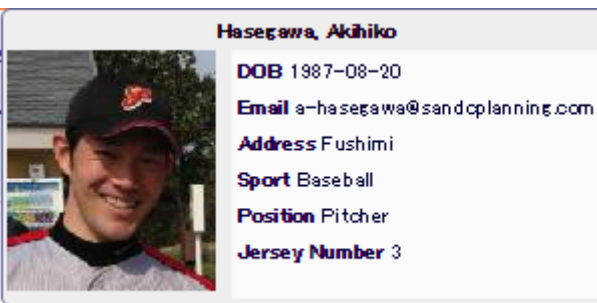 Hasegawa, Akihiko
DOB 1987-08-20
Email a-hasegawa@sandcplanning.com
Address Fushimi
Sport Baseball
Position Pitcher
Jersey Number 3